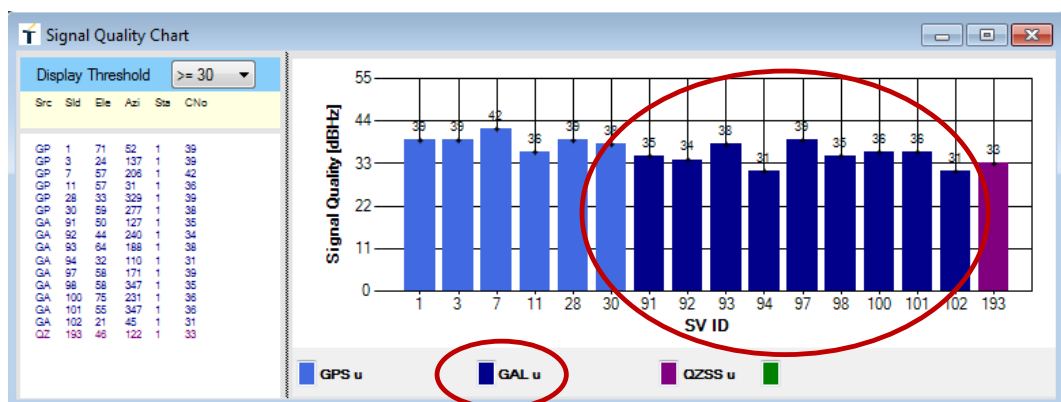 Signal Quality Chart
Display Threshold >= 30
Src Sld Ele Azi Sta CNo
GP 1 71 52 1 39
GP 3 24 137 1 39
GP 7 57 206 1 42
GP 11 57 31 1 36
GP 28 33 329 1 39
GP 30 59 277 1 38
GA 91 50 127 1 35
GA 92 44 240 1 34
GA 93 64 188 1 38
GA 94 32 110 1 31
GA 97 58 171 1 39
GA 98 58 347 1 35
GA 100 75 231 1 36
GA 101 55 347 1 36
GA 102 21 45 1 31
QZ 193 46 122 1 33
Signal Quality [dBHz]
55
44
33
22
11
0
39 39 42 36 39 38 35 34 38 31 39 35 36 36 31 33
1 3 7 11 28 30 91 92 93 94 97 98 100 101 102 193
SV ID
GPS u GAL u QZSS u